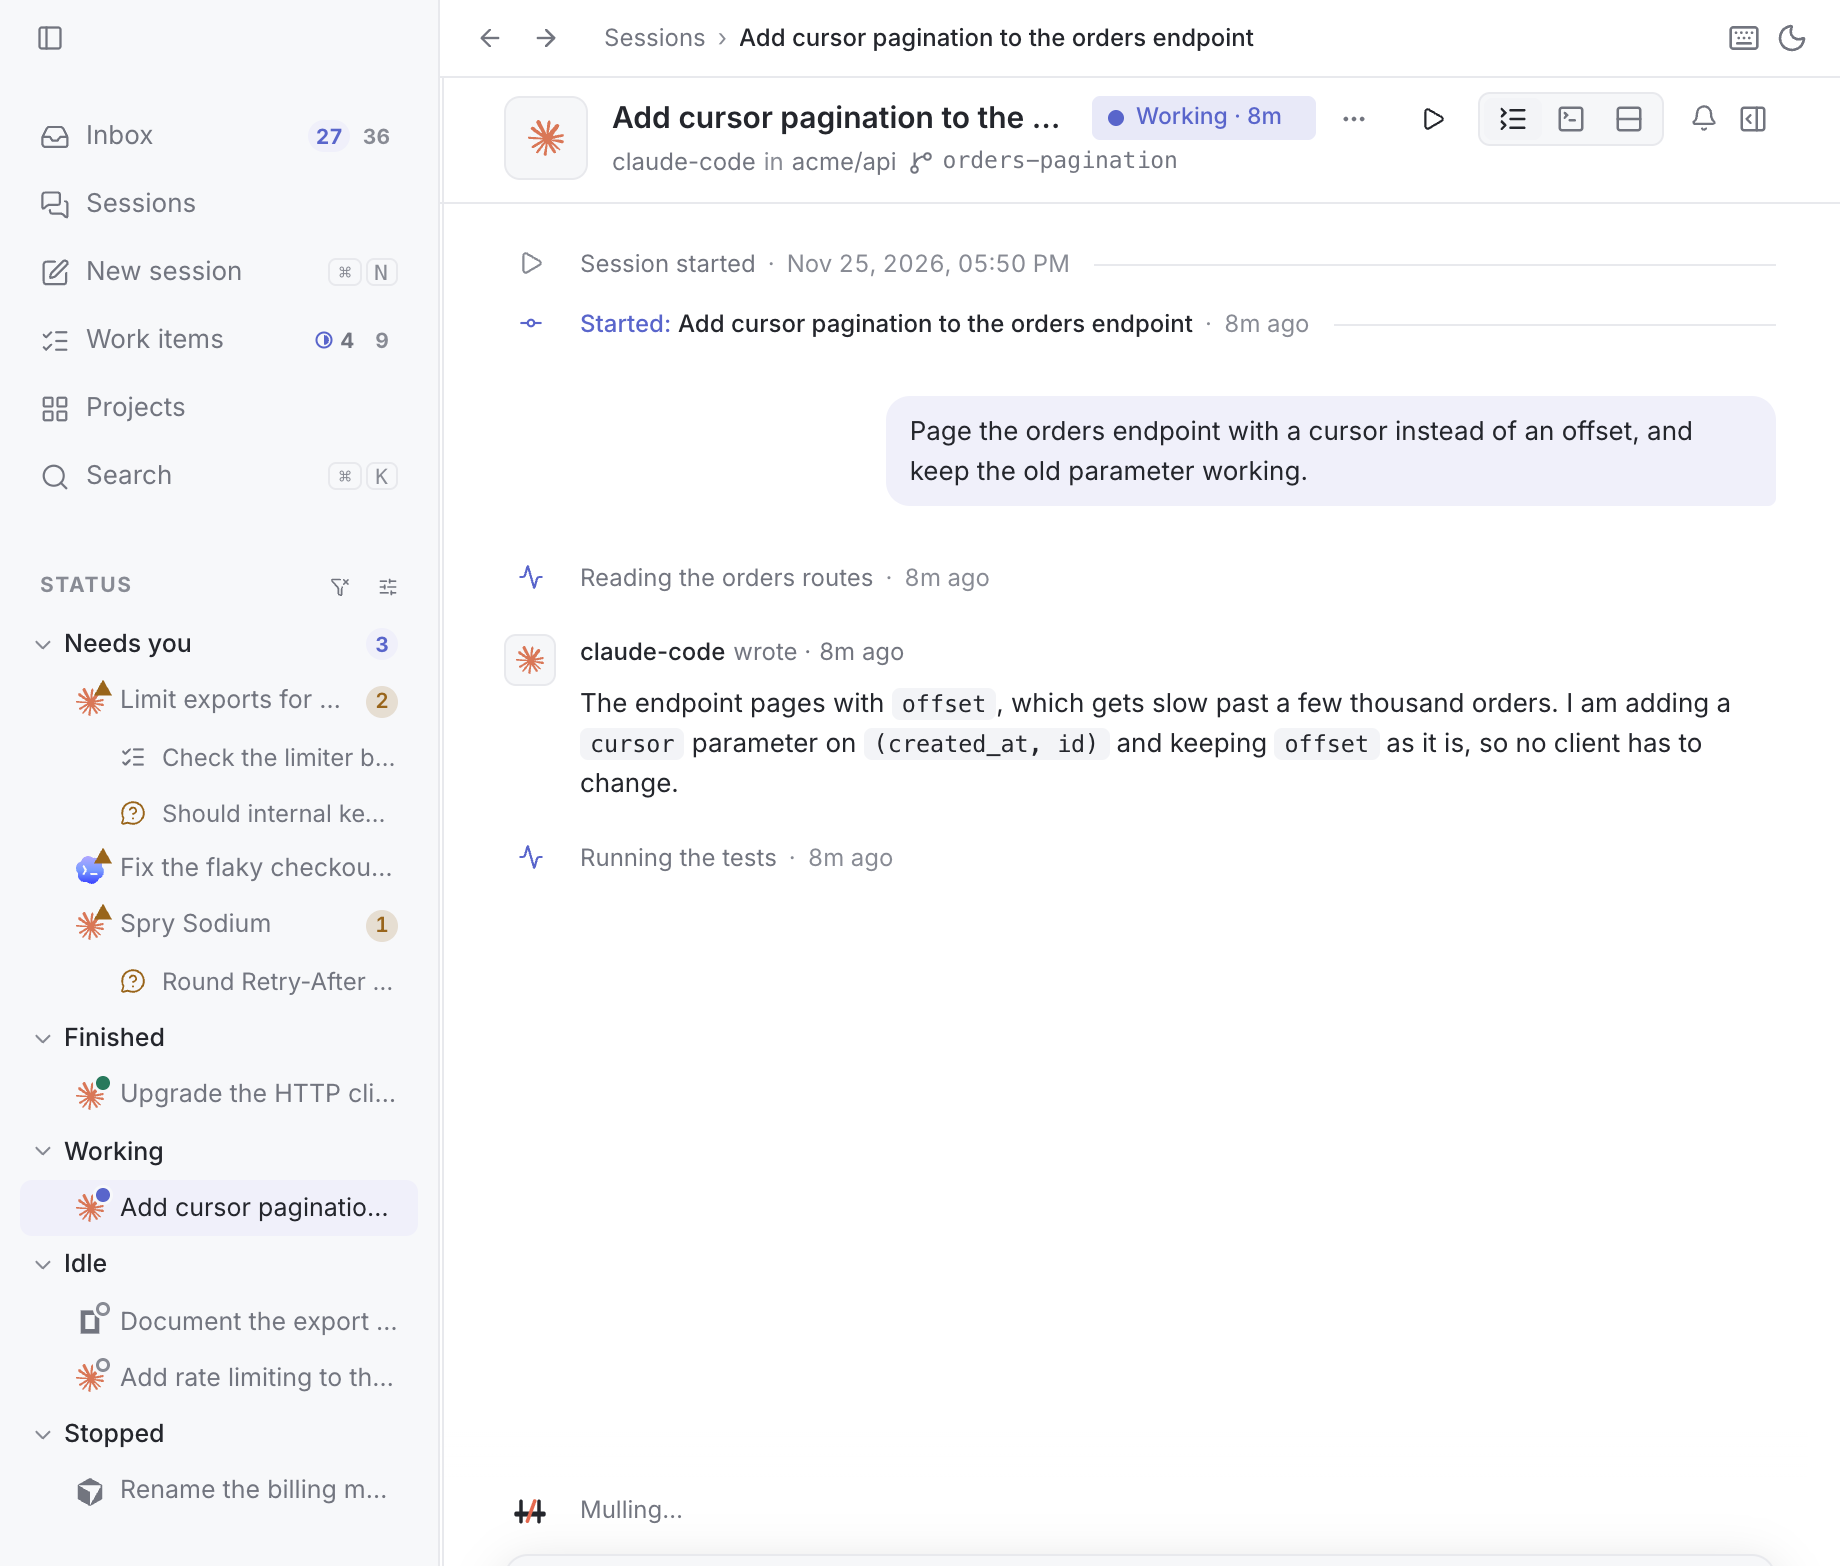 Inbox 27 36
Sessions
New session ⌘ N
Work items 4 9
Projects
Search ⌘ K
STATUS
Needs you 3
Limit exports for ... 2
Check the limiter b...
Should internal ke...
Fix the flaky checkou...
Spry Sodium 1
Round Retry-After ...
Finished
Upgrade the HTTP cli...
Working
Add cursor paginatio...
Idle
Document the export ...
Add rate limiting to th...
Stopped
Rename the billing m...
Sessions › Add cursor pagination to the orders endpoint
Add cursor pagination to the ... Working · 8m
claude-code in acme/api orders-pagination
Session started · Nov 25, 2026, 05:50 PM
Started: Add cursor pagination to the orders endpoint · 8m ago
Page the orders endpoint with a cursor instead of an offset, and
keep the old parameter working.
Reading the orders routes · 8m ago
claude-code wrote · 8m ago
The endpoint pages with offset, which gets slow past a few thousand orders. I am adding a
cursor parameter on (created_at, id) and keeping offset as it is, so no client has to
change.
Running the tests · 8m ago
Mulling...